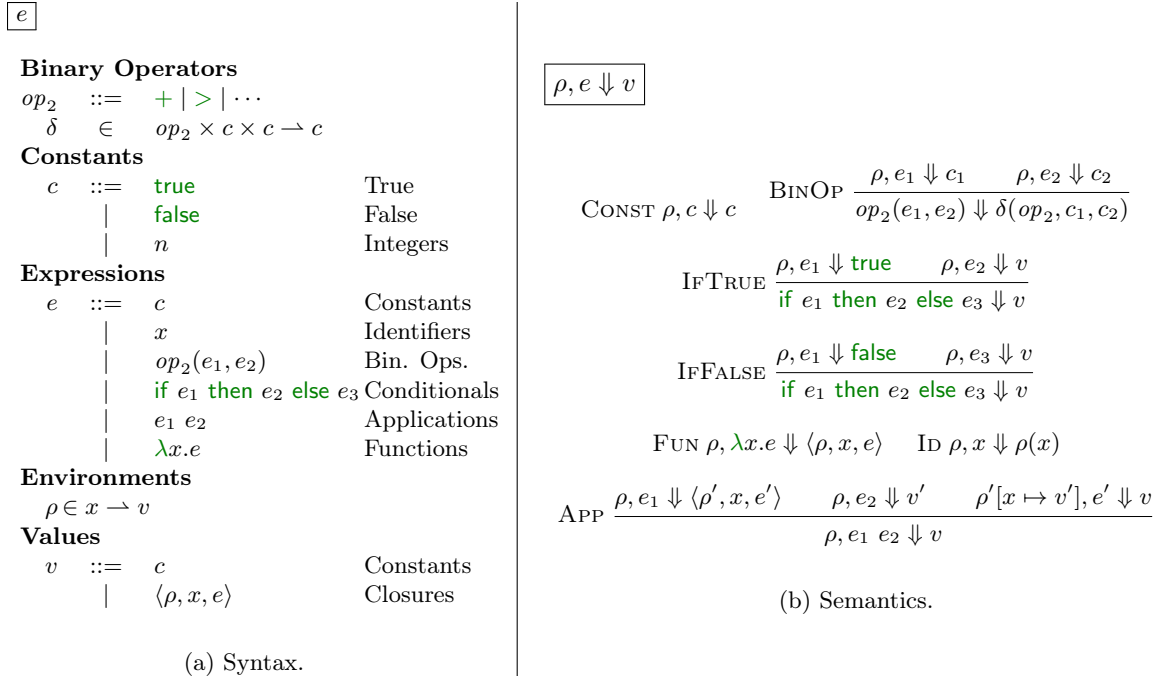 e
Binary Operators
op₂ ::= + | > | ⋯
δ ∈ op₂ × c × c ⇀ c
Constants
c ::= true True
| false False
| n Integers
Expressions
e ::= c Constants
| x Identifiers
| op₂(e₁, e₂) Bin. Ops.
| if e₁ then e₂ else e₃ Conditionals
| e₁ e₂ Applications
| λx.e Functions
Environments
ρ ∈ x ⇀ v
Values
v ::= c Constants
| ⟨ρ, x, e⟩ Closures
(a) Syntax.
ρ, e ⇓ v
CONST ρ, c ⇓ c
BINOP ρ, e₁ ⇓ c₁ ρ, e₂ ⇓ c₂
op₂(e₁, e₂) ⇓ δ(op₂, c₁, c₂)
IFTRUE ρ, e₁ ⇓ true ρ, e₂ ⇓ v
if e₁ then e₂ else e₃ ⇓ v
IFFALSE ρ, e₁ ⇓ false ρ, e₃ ⇓ v
if e₁ then e₂ else e₃ ⇓ v
FUN ρ, λx.e ⇓ ⟨ρ, x, e⟩ ID ρ, x ⇓ ρ(x)
APP ρ, e₁ ⇓ ⟨ρ′, x, e′⟩ ρ, e₂ ⇓ v′ ρ′[x ↦ v′], e′ ⇓ v
ρ, e₁ e₂ ⇓ v
(b) Semantics.